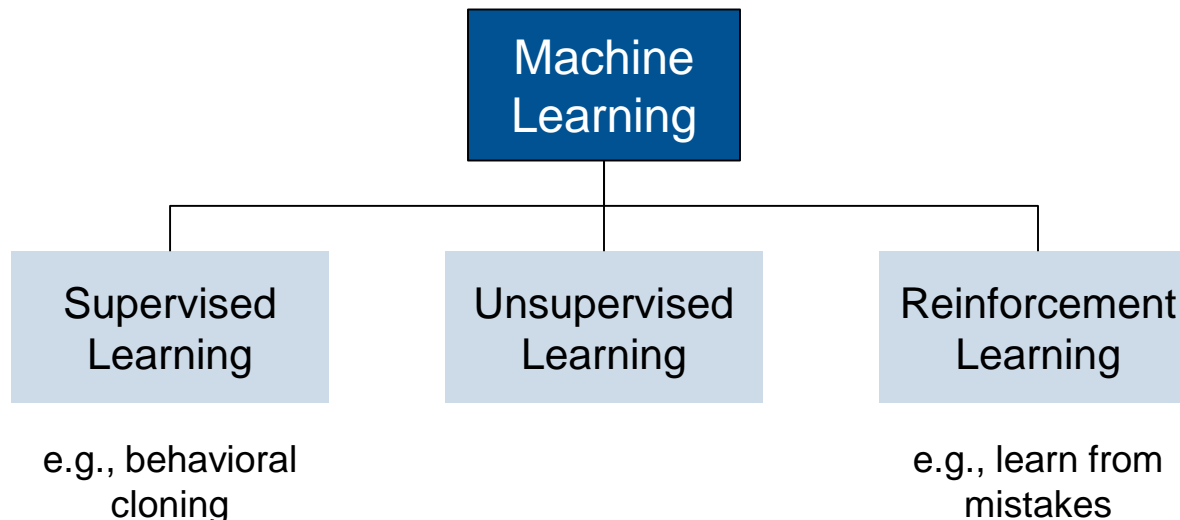 Machine
Learning
Supervised
Learning
Unsupervised
Learning
Reinforcement
Learning
e.g., behavioral
cloning
e.g., learn from
mistakes